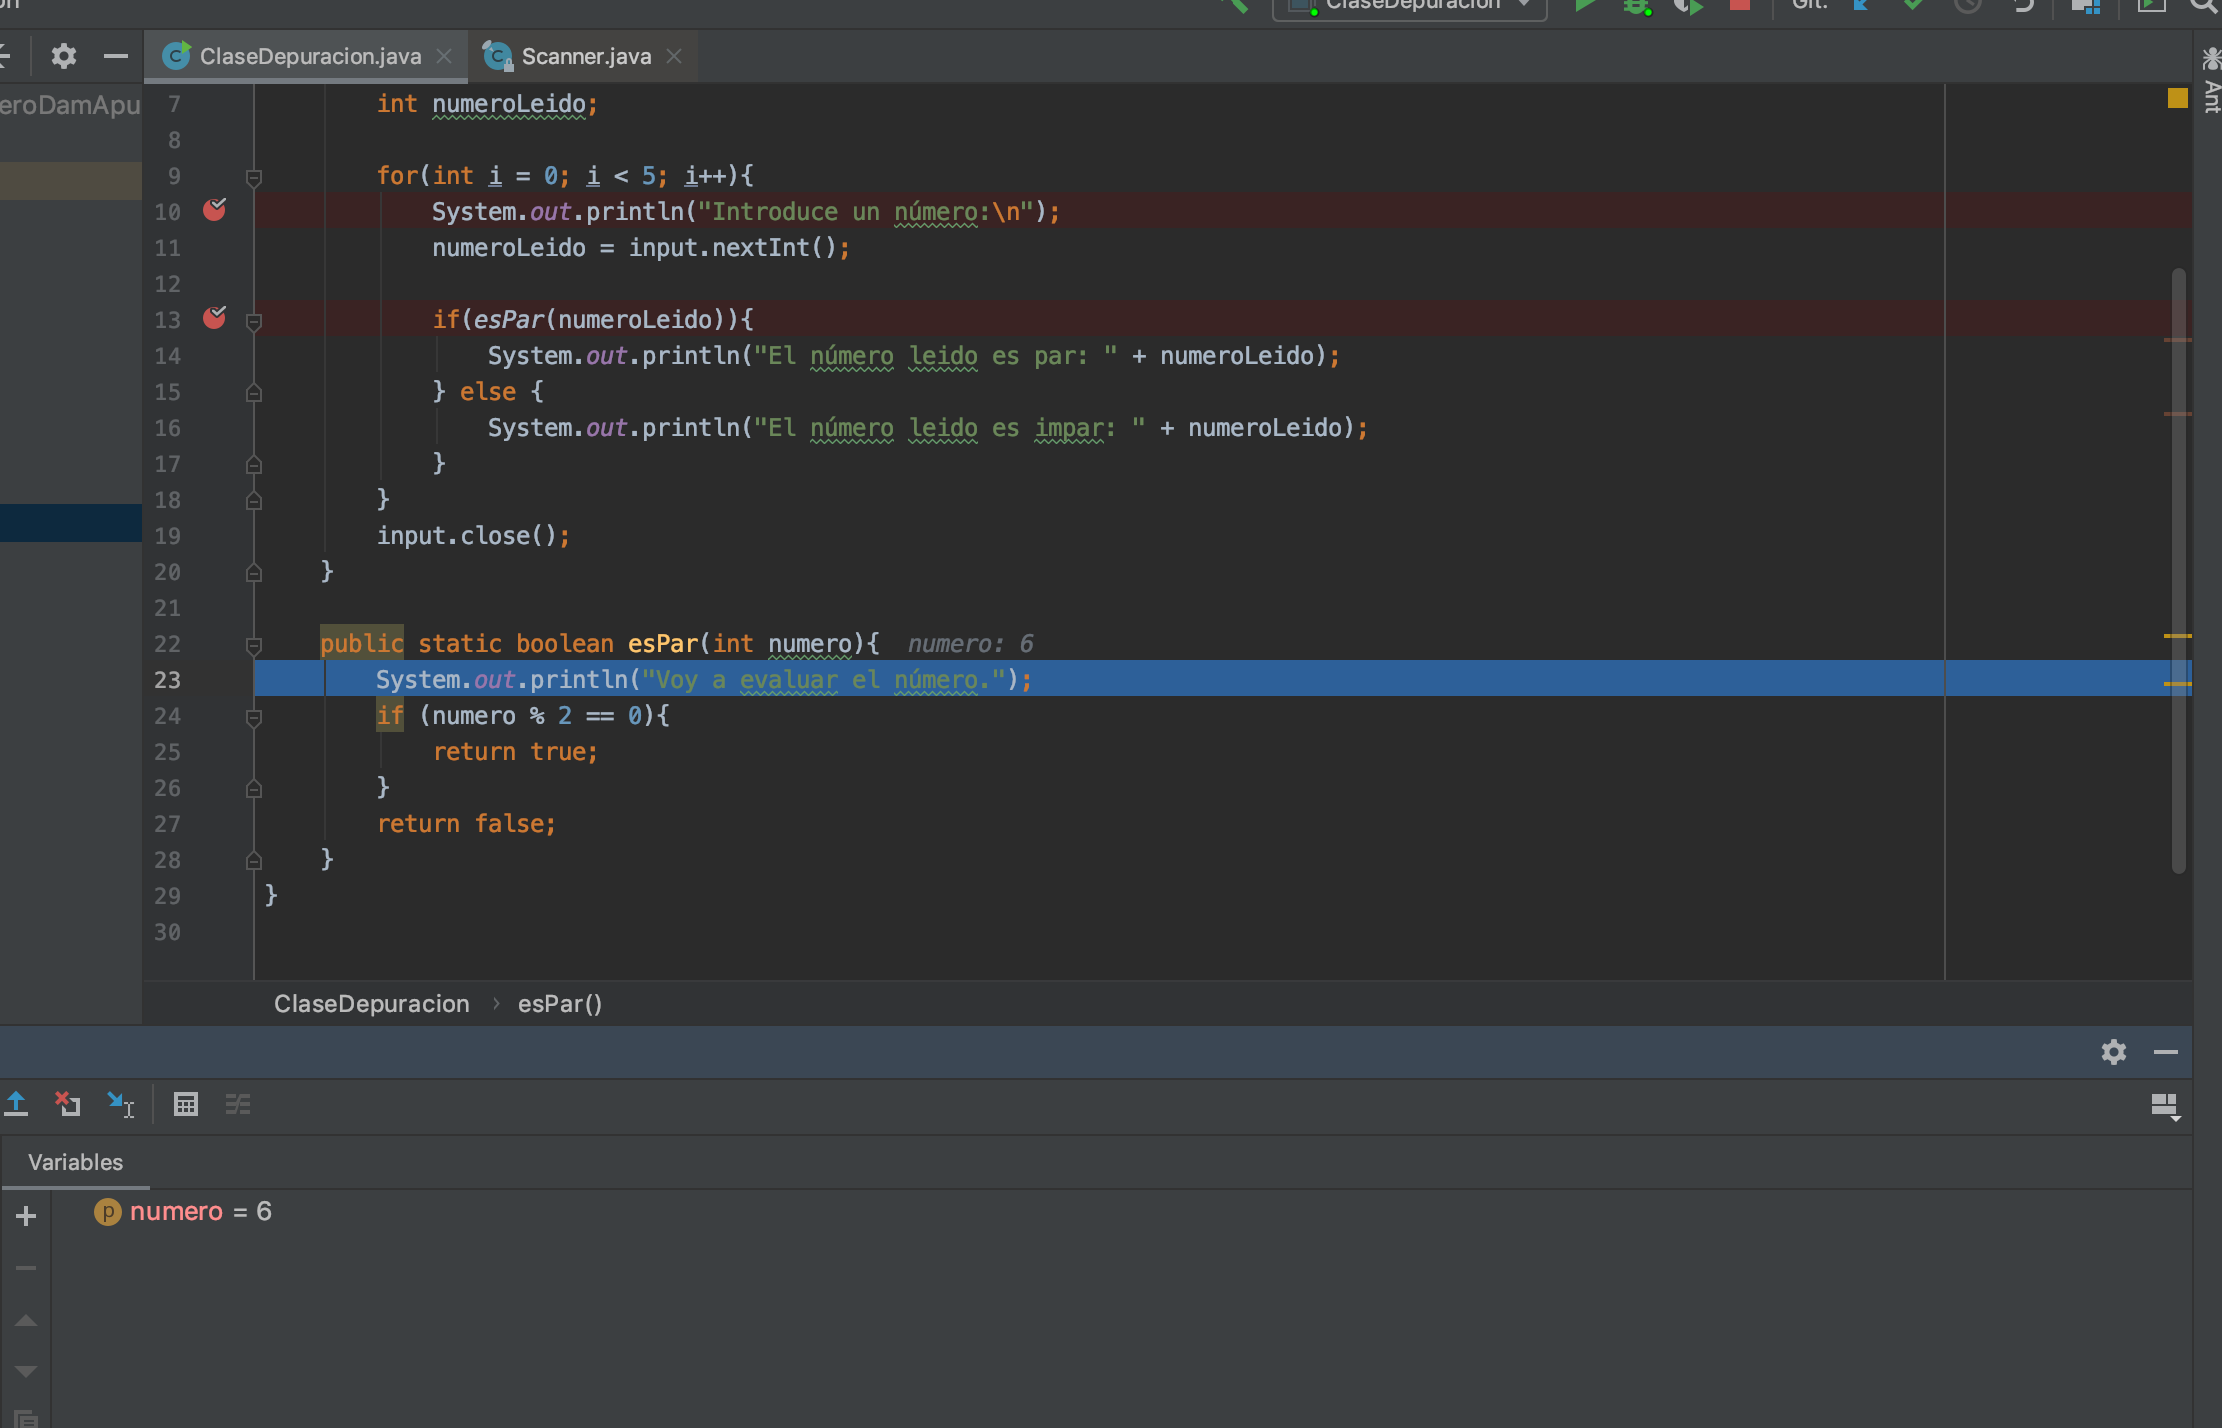 ClaseDepuracion
Git:
ClaseDepuracion.java
Scanner.java
Ant
eroDamApu
7 int numeroLeido;
8
9 for(int i = 0; i < 5; i++){
10 System.out.println("Introduce un número:\n");
11 numeroLeido = input.nextInt();
12
13 if(esPar(numeroLeido)){
14 System.out.println("El número leido es par: " + numeroLeido);
15 } else {
16 System.out.println("El número leido es impar: " + numeroLeido);
17 }
18 }
19 input.close();
20 }
21
22 public static boolean esPar(int numero){ numero: 6
23 System.out.println("Voy a evaluar el número.");
24 if (numero % 2 == 0){
25 return true;
26 }
27 return false;
28 }
29 }
30
ClaseDepuracion › esPar()
Variables
p numero = 6